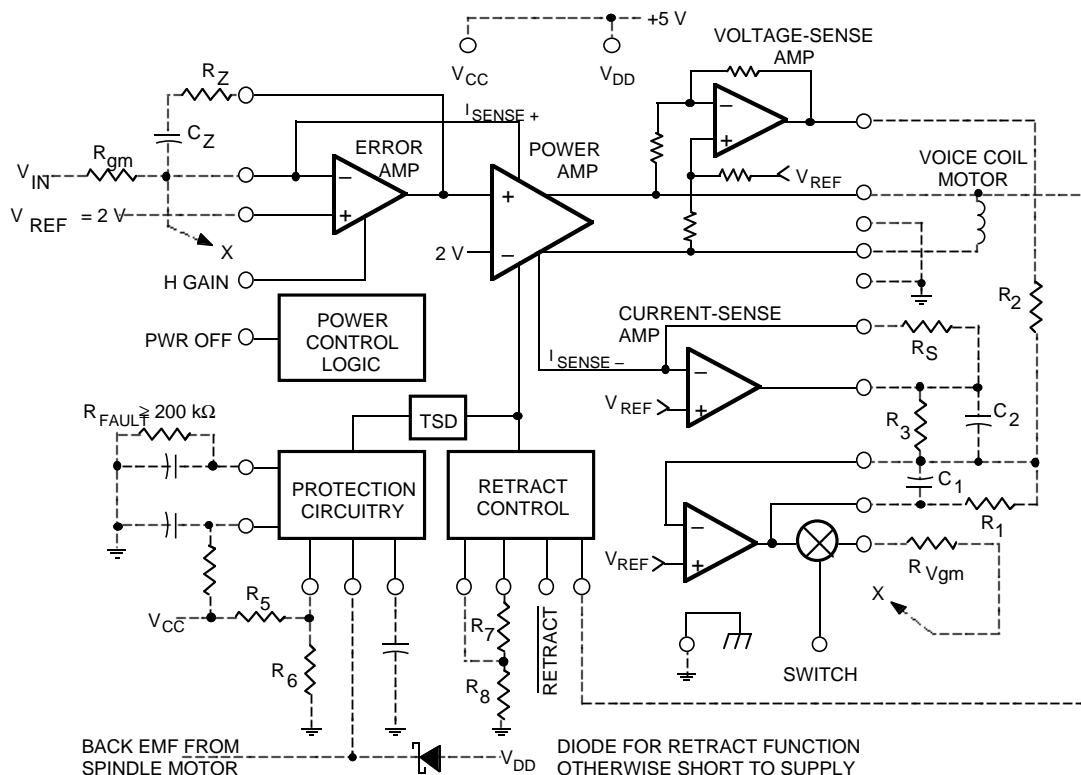 +5 V
VCC
VDD
VOLTAGE-SENSE
AMP
RZ
CZ
ISENSE +
ERROR
AMP
POWER
AMP
VIN
Rgm
VREF = 2 V
VREF
VOICE COIL
MOTOR
X
H GAIN
2 V
−
+
+
−
−
+
R2
PWR OFF
POWER
CONTROL
LOGIC
CURRENT-SENSE
AMP
ISENSE –
RS
−
+
VREF
R3
C2
RFAULT ≥ 200 kΩ
TSD
PROTECTION
CIRCUITRY
RETRACT
CONTROL
C1
R1
−
+
VREF
RVgm
X
VCC
R5
R6
R7
R8
RETRACT
SWITCH
BACK EMF FROM
SPINDLE MOTOR
VDD
DIODE FOR RETRACT FUNCTION
OTHERWISE SHORT TO SUPPLY